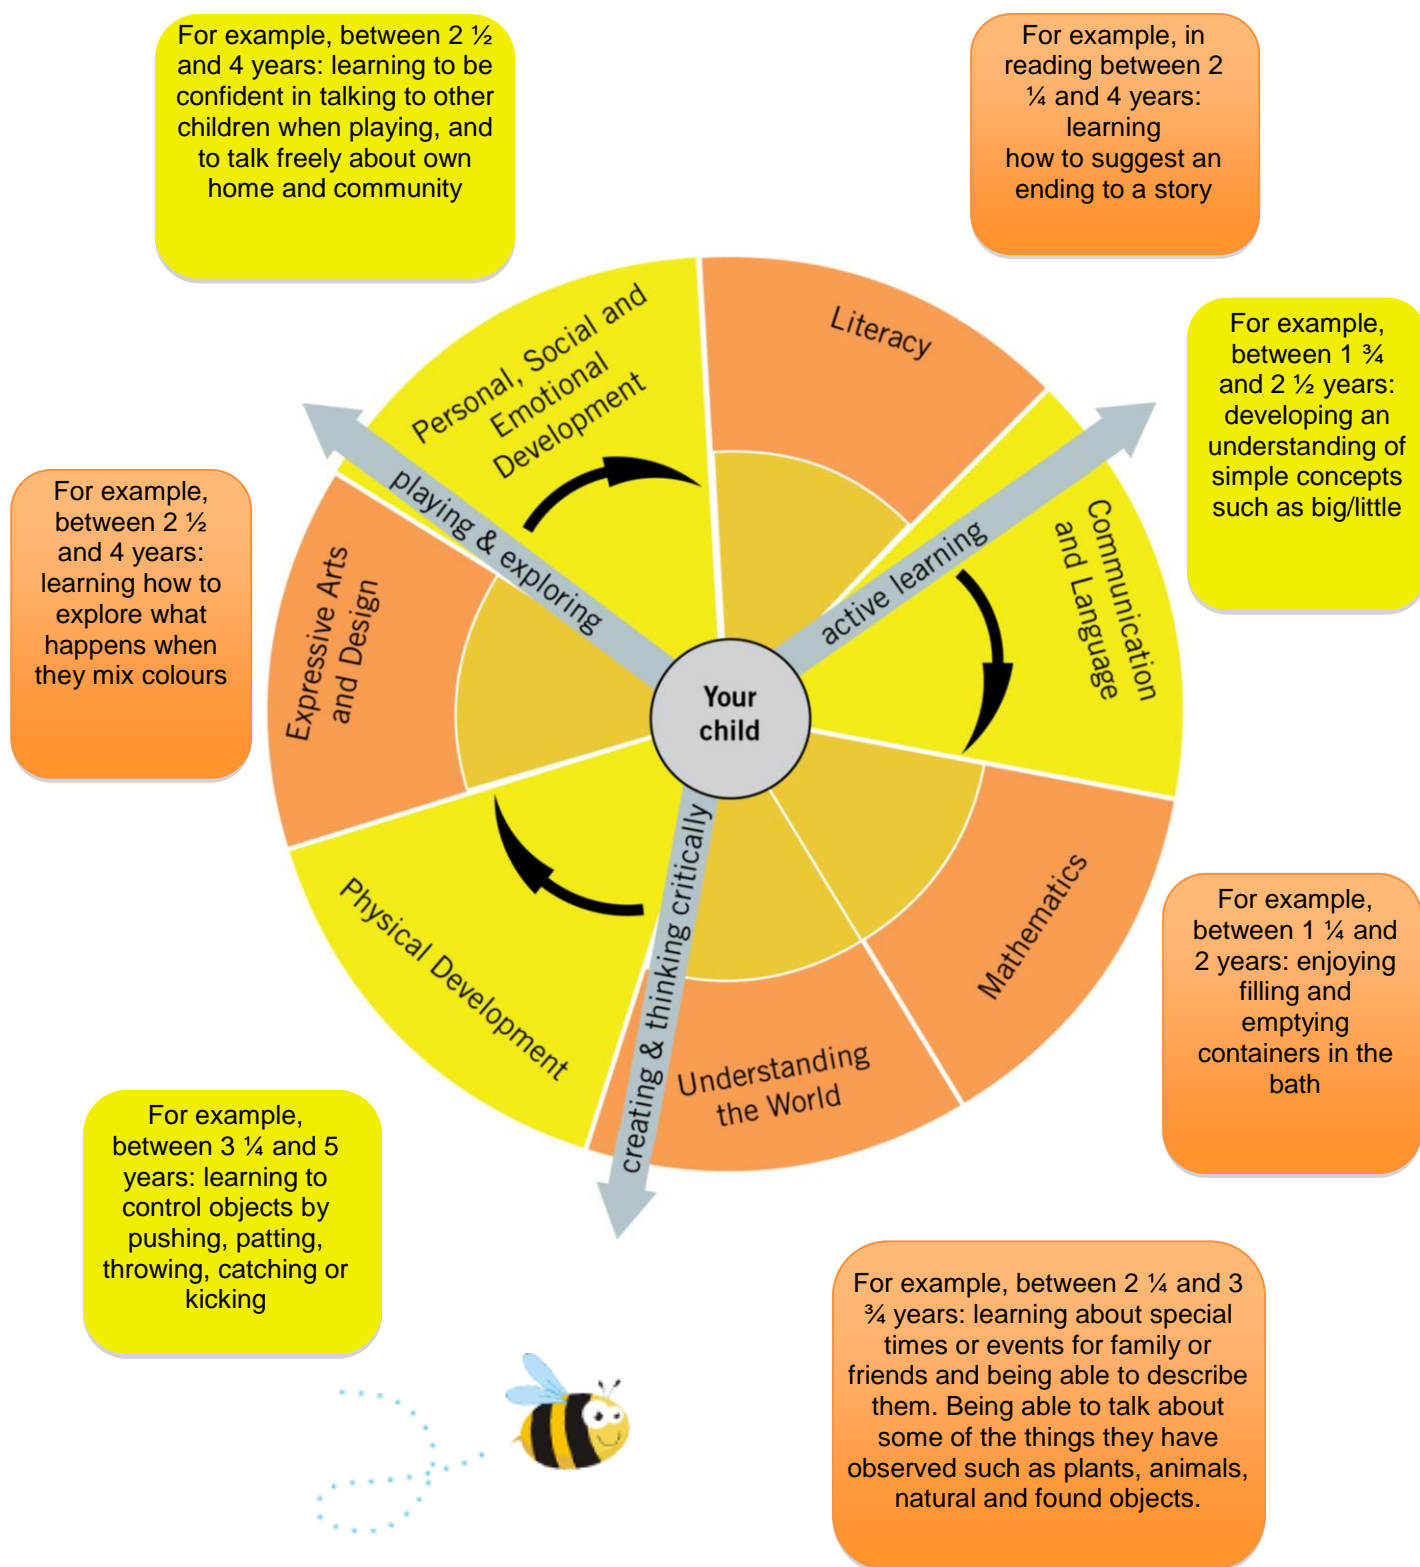 For example, between 2 ½
and 4 years: learning to be
confident in talking to other
children when playing, and
to talk freely about own
home and community
For example, in
reading between 2
¼ and 4 years:
learning
how to suggest an
ending to a story
For example,
between 1 ¾
and 2 ½ years:
developing an
understanding of
simple concepts
such as big/little
For example,
between 2 ½
and 4 years:
learning how to
explore what
happens when
they mix colours
Personal, Social and
Emotional
Development
Literacy
Communication
and Language
Expressive Arts
and Design
playing & exploring
active learning
Your
child
creating & thinking critically
Physical Development
Mathematics
Understanding
the World
For example,
between 1 ¼ and
2 years: enjoying
filling and
emptying
containers in the
bath
For example,
between 3 ¼ and 5
years: learning to
control objects by
pushing, patting,
throwing, catching or
kicking
For example, between 2 ¼ and 3
¾ years: learning about special
times or events for family or
friends and being able to describe
them. Being able to talk about
some of the things they have
observed such as plants, animals,
natural and found objects.